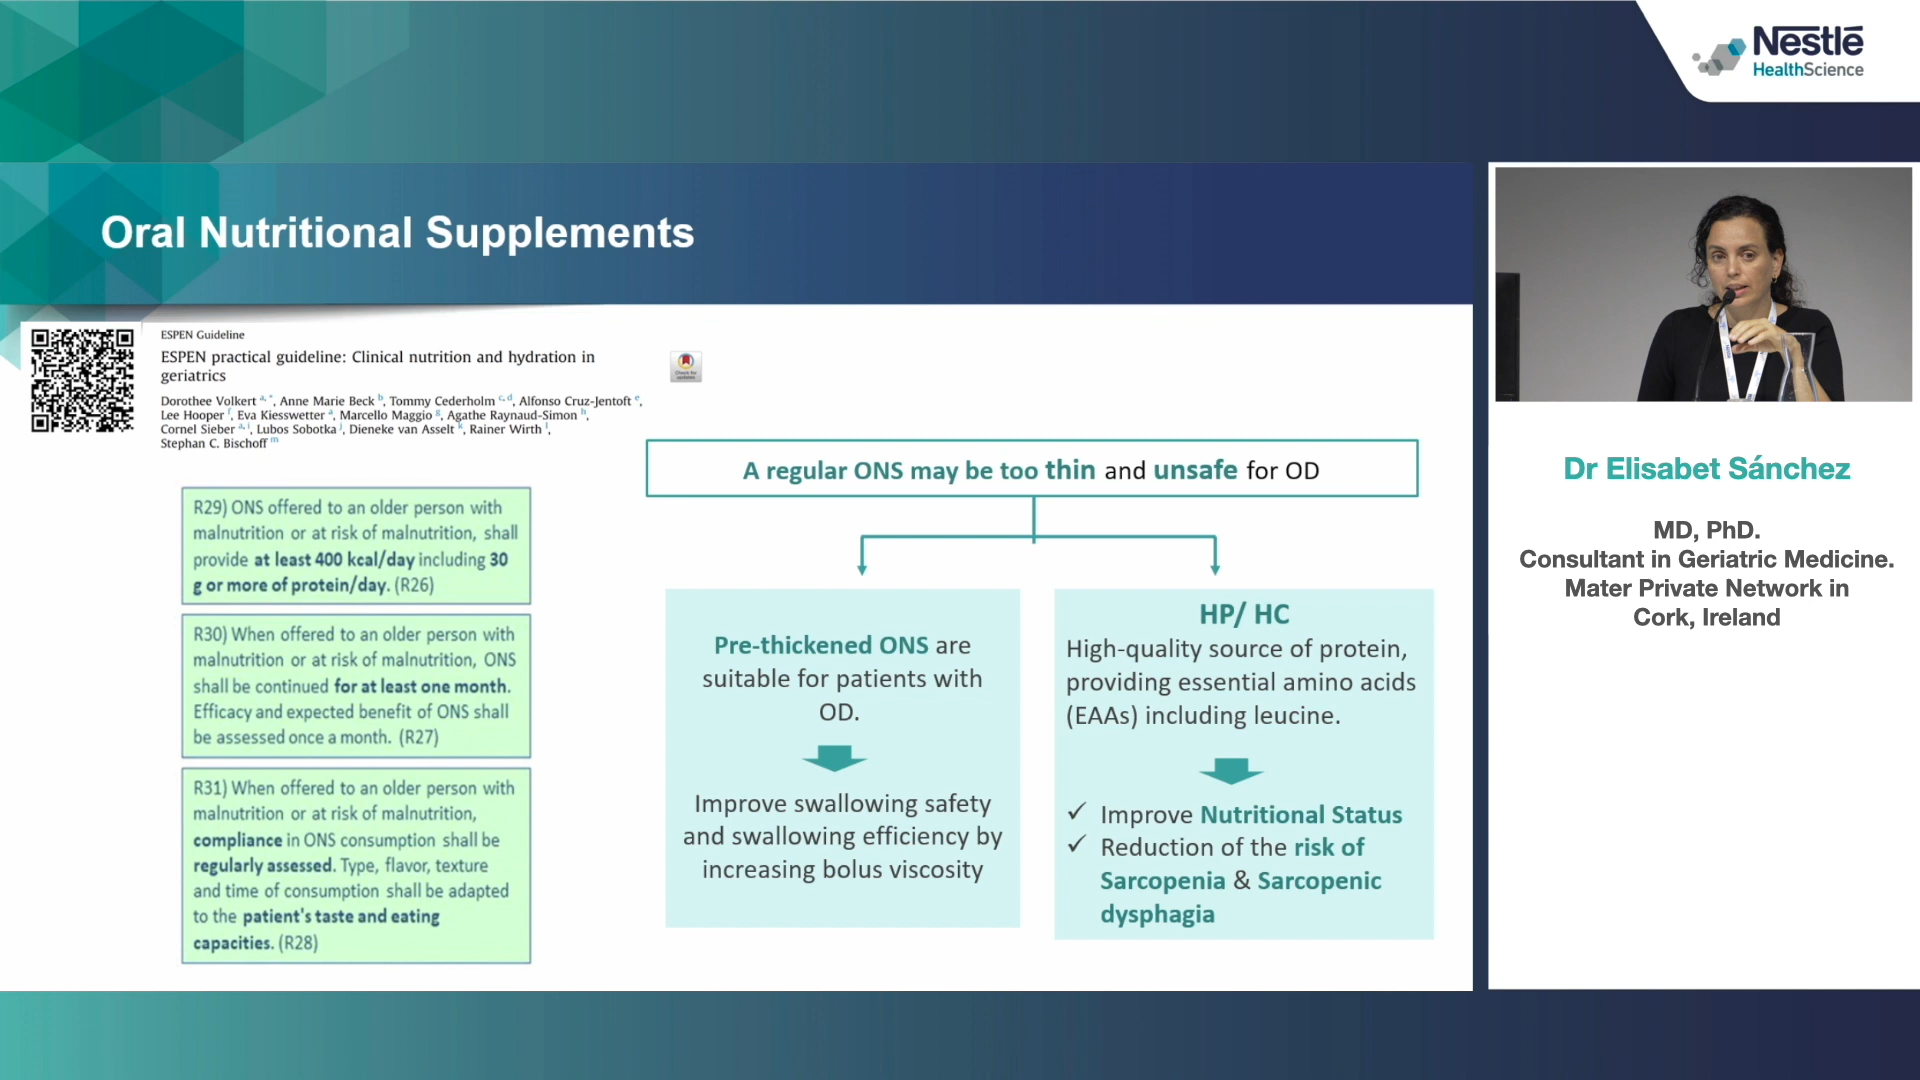 Nestlé
HealthScience
Oral Nutritional Supplements
ESPEN Guideline
ESPEN practical guideline: Clinical nutrition and hydration in
geriatrics
Check for
updates
Dorothee Volkert a, *, Anne Marie Beck b, Tommy Cederholm c, d, Alfonso Cruz-Jentoft e,
Lee Hooper f, Eva Kiesswetter a, Marcello Maggio g, Agathe Raynaud-Simon h,
Cornel Sieber a, i, Lubos Sobotka j, Dieneke van Asselt k, Rainer Wirth l,
Stephan C. Bischoff m
R29) ONS offered to an older person with
malnutrition or at risk of malnutrition, shall
provide at least 400 kcal/day including 30
g or more of protein/day. (R26)
R30) When offered to an older person with
malnutrition or at risk of malnutrition, ONS
shall be continued for at least one month.
Efficacy and expected benefit of ONS shall
be assessed once a month. (R27)
R31) When offered to an older person with
malnutrition or at risk of malnutrition,
compliance in ONS consumption shall be
regularly assessed. Type, flavor, texture
and time of consumption shall be adapted
to the patient's taste and eating
capacities. (R28)
A regular ONS may be too thin and unsafe for OD
Pre-thickened ONS are
suitable for patients with
OD.
Improve swallowing safety
and swallowing efficiency by
increasing bolus viscosity
HP/ HC
High-quality source of protein,
providing essential amino acids
(EAAs) including leucine.
✓ Improve Nutritional Status
✓ Reduction of the risk of
Sarcopenia & Sarcopenic
dysphagia
Dr Elisabet Sánchez
MD, PhD.
Consultant in Geriatric Medicine.
Mater Private Network in
Cork, Ireland